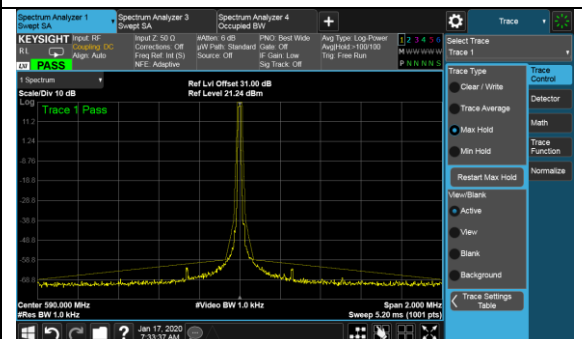 Spectrum Analyzer 1
Swept SA
Spectrum Analyzer 3
Swept SA
Spectrum Analyzer 4
Occupied BW
+
Trace
KEYSIGHT
RL
PASS
Input: RF
Coupling: DC
Align: Auto
Input Z: 50 Ω
Corrections: Off
Freq Ref: Int (S)
NFE: Adaptive
#Atten: 6 dB
µW Path: Standard
Source: Off
PNO: Best Wide
Gate: Off
IF Gain: Low
Sig Track: Off
Avg Type: Log-Power
Avg|Hold:>100/100
Trig: Free Run
1 2 3 4 5 6
M W W W W W
P N N N N S
Select Trace
Trace 1
1 Spectrum
Scale/Div 10 dB
Ref Lvl Offset 31.00 dB
Ref Level 21.24 dBm
Log
Trace 1 Pass
11.2
1.24
-8.76
-18.8
-28.8
-38.8
-48.8
-58.8
-68.8
Center 590.000 MHz
#Res BW 1.0 kHz
#Video BW 1.0 kHz
Span 2.000 MHz
Sweep 5.20 ms (1001 pts)
Trace Type
Clear / Write
Trace Average
Max Hold
Min Hold
Restart Max Hold
View/Blank
Active
View
Blank
Background
Trace Settings
Table
Trace
Control
Detector
Math
Trace
Function
Normalize
?
Jan 17, 2020
7:33:37 AM